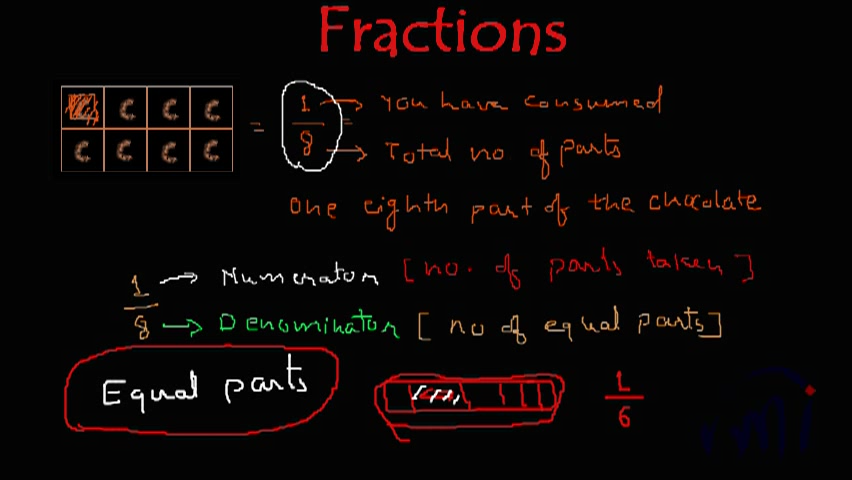 Fractions
C C C C = 1/8 = → You have consumed
C C C C → Total no of parts
One eighth part of the chocolate
1/8 → Numerator [no. of parts taken]
→ Denominator [no of equal parts]
Equal parts 1/6
rmi